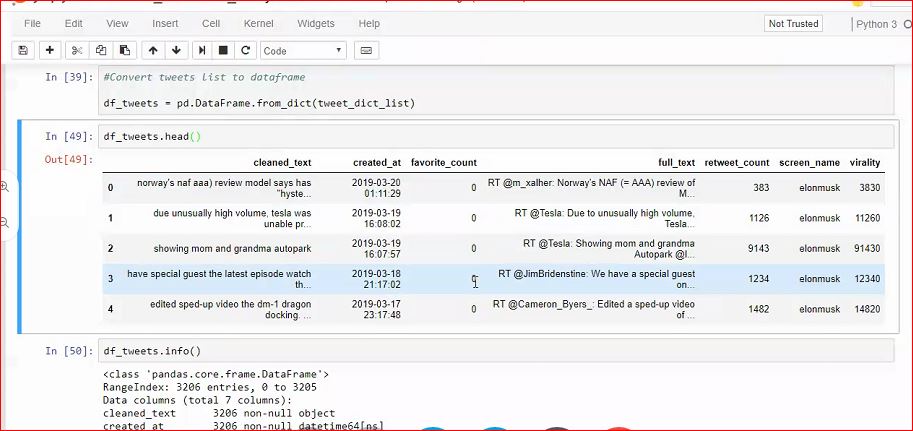 File Edit View Insert Cell Kernel Widgets Help Not Trusted Python 3
Code
In [39]: #Convert tweets list to dataframe
df_tweets = pd.DataFrame.from_dict(tweet_dict_list)
In [49]: df_tweets.head()
Out[49]:
cleaned_text created_at favorite_count full_text retweet_count screen_name virality
0 norway's naf aaa) review model says has "hyste... 2019-03-20 01:11:29 0 RT @m_xalher: Norway's NAF (= AAA) review of M... 383 elonmusk 3830
1 due unusually high volume, tesla was unable pr... 2019-03-19 16:08:02 0 RT @Tesla: Due to unusually high volume, Tesla... 1126 elonmusk 11260
2 showing mom and grandma autopark 2019-03-19 16:07:57 0 RT @Tesla: Showing mom and grandma Autopark @I... 9143 elonmusk 91430
3 have special guest the latest episode watch th... 2019-03-18 21:17:02 0 RT @JimBridenstine: We have a special guest on... 1234 elonmusk 12340
4 edited sped-up video the dm-1 dragon docking. ... 2019-03-17 23:17:48 0 RT @Cameron_Byers_: Edited a sped-up video of ... 1482 elonmusk 14820
In [50]: df_tweets.info()
<class 'pandas.core.frame.DataFrame'>
RangeIndex: 3206 entries, 0 to 3205
Data columns (total 7 columns):
cleaned_text 3206 non-null object
created_at 3206 non-null datetime64[ns]